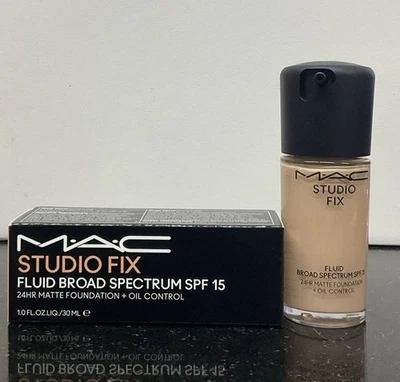 M·A·C
STUDIO FIX
FLUID BROAD SPECTRUM SPF 15
24HR MATTE FOUNDATION + OIL CONTROL
1.0 FL.OZ.LIQ./30 ML ℮
M·A·C
STUDIO
FIX
FLUID
BROAD SPECTRUM SPF 15
24HR MATTE FOUNDATION
+ OIL CONTROL